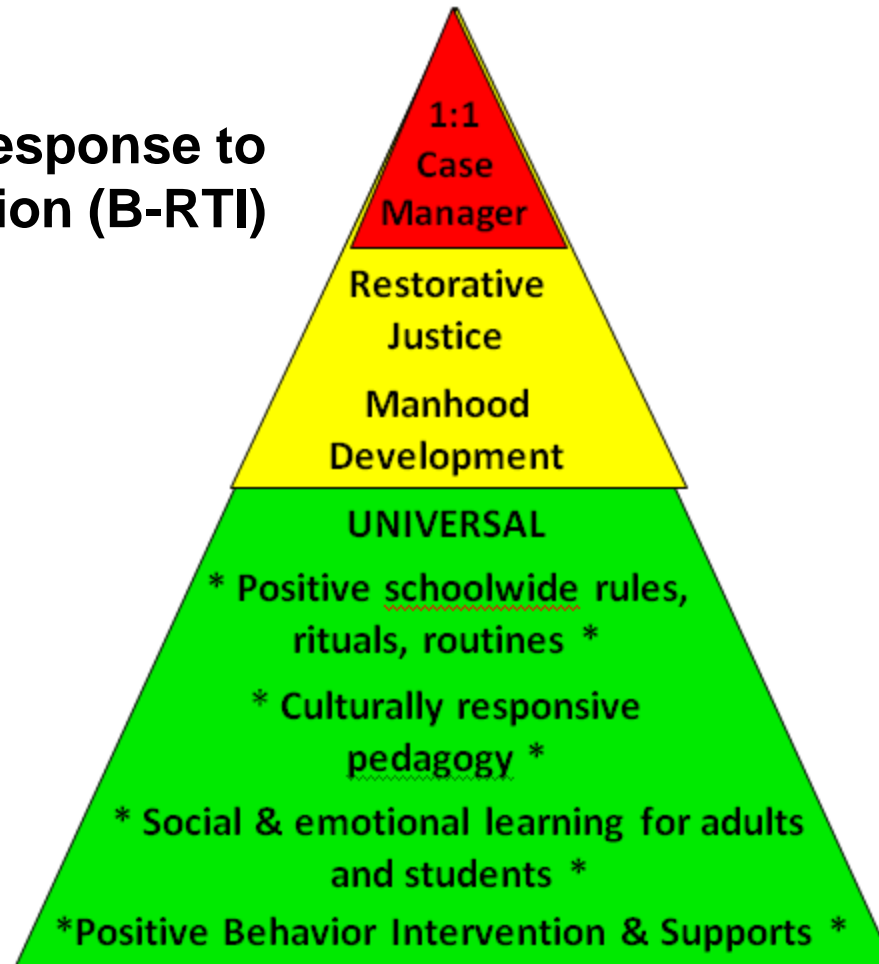 esponse to
ion (B-RTI)
1:1
Case
Manager
Restorative
Justice
Manhood
Development
UNIVERSAL
* Positive schoolwide rules,
rituals, routines *
* Culturally responsive
pedagogy *
* Social & emotional learning for adults
and students *
*Positive Behavior Intervention & Supports *